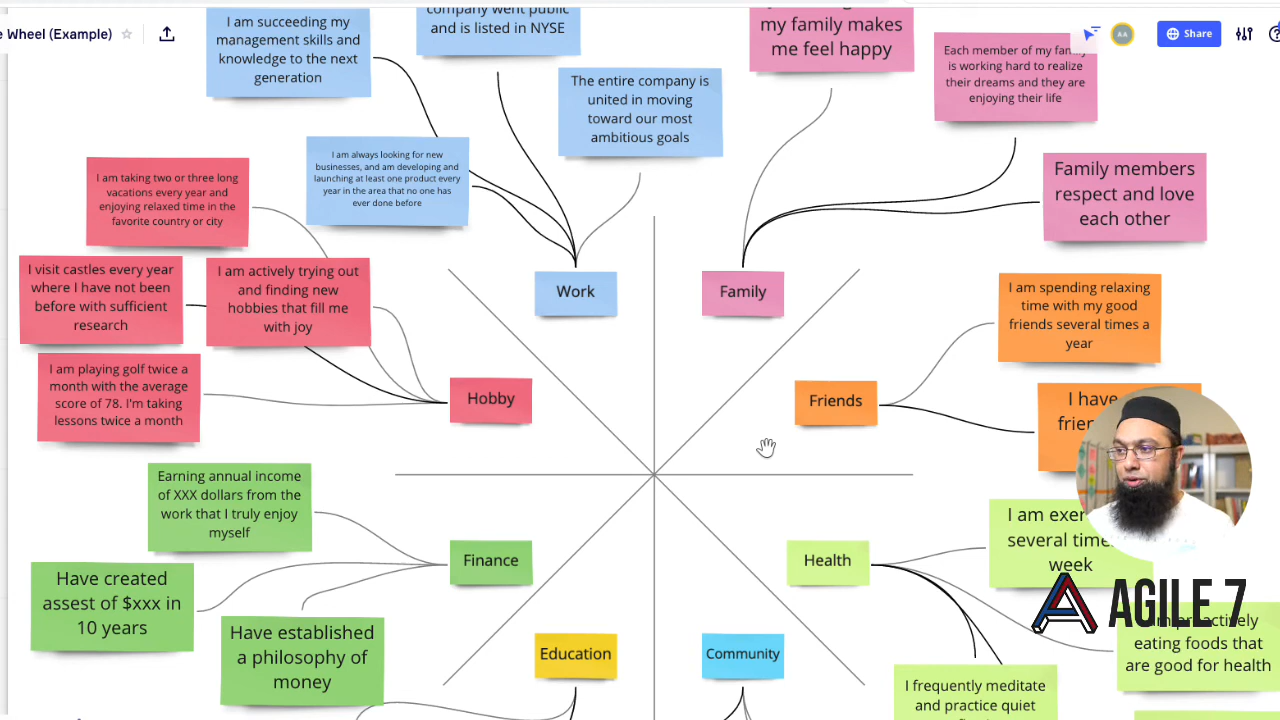 e Wheel (Example)
AA
Share
I am succeeding my
management skills and
knowledge to the next
generation
company went public
and is listed in NYSE
The entire company is
united in moving
toward our most
ambitious goals
I am always looking for new
businesses, and am developing and
launching at least one product every
year in the area that no one has
ever done before
my family makes
me feel happy
Each member of my family
is working hard to realize
their dreams and they are
enjoying their life
Family members
respect and love
each other
I am taking two or three long
vacations every year and
enjoying relaxed time in the
favorite country or city
I visit castles every year
where I have not been
before with sufficient
research
I am actively trying out
and finding new
hobbies that fill me
with joy
I am playing golf twice a
month with the average
score of 78. I'm taking
lessons twice a month
Work
Family
Hobby
Friends
I am spending relaxing
time with my good
friends several times a
year
I have
Earning annual income
of XXX dollars from the
work that I truly enjoy
myself
Have created
assest of $xxx in
10 years
Have established
a philosophy of
money
Finance
Health
Education
Community
I am
several
week
AGILE 7
eating foods that
are good for health
I frequently meditate
and practice quiet